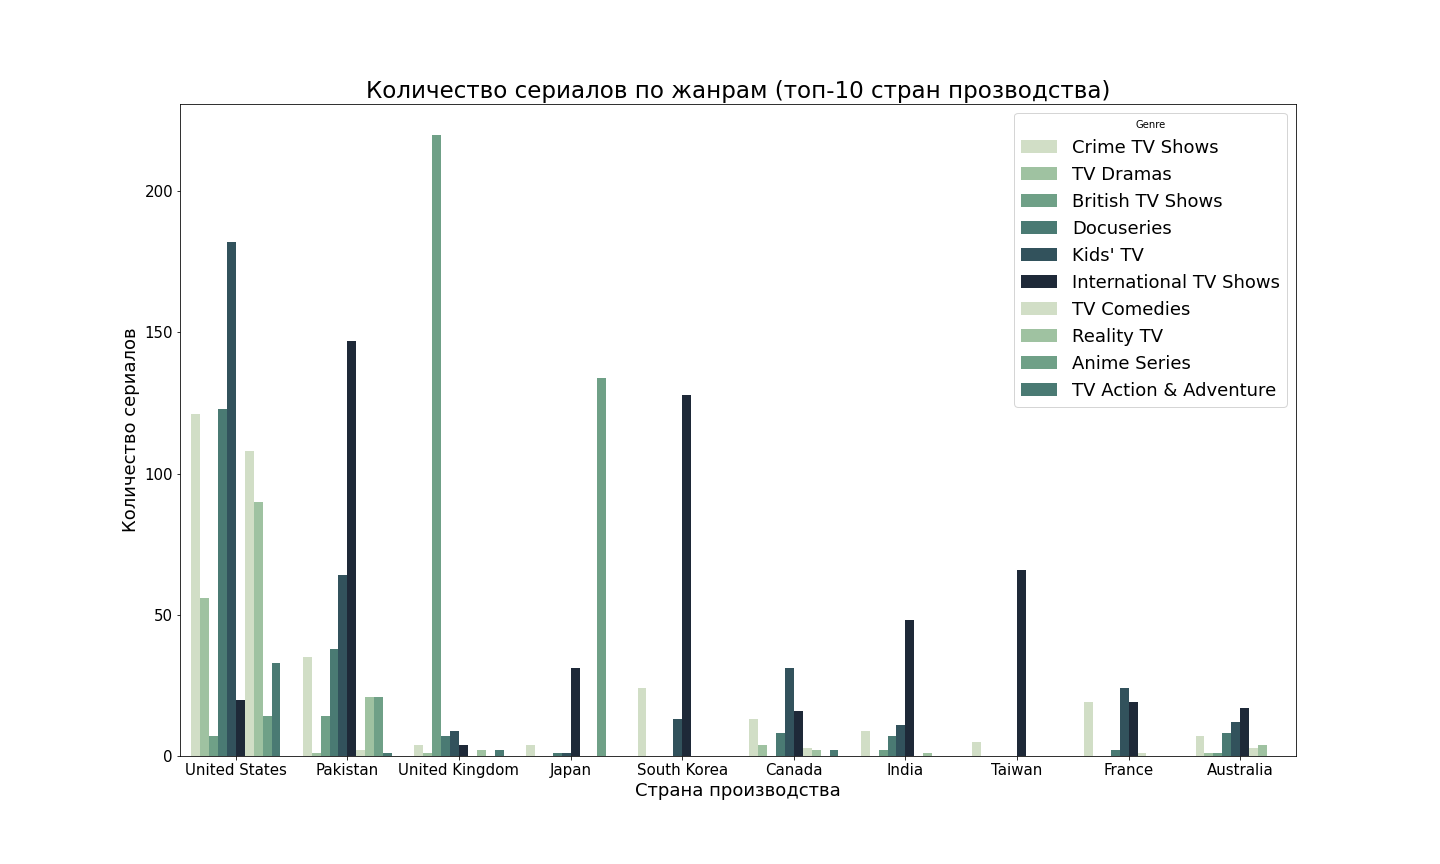 Количество сериалов по жанрам (топ-10 стран прозводства)
Genre
Crime TV Shows
TV Dramas
British TV Shows
Docuseries
Kids' TV
International TV Shows
TV Comedies
Reality TV
Anime Series
TV Action & Adventure
Количество сериалов
200
150
100
50
0
United States Pakistan United Kingdom Japan South Korea Canada India Taiwan France Australia
Страна производства